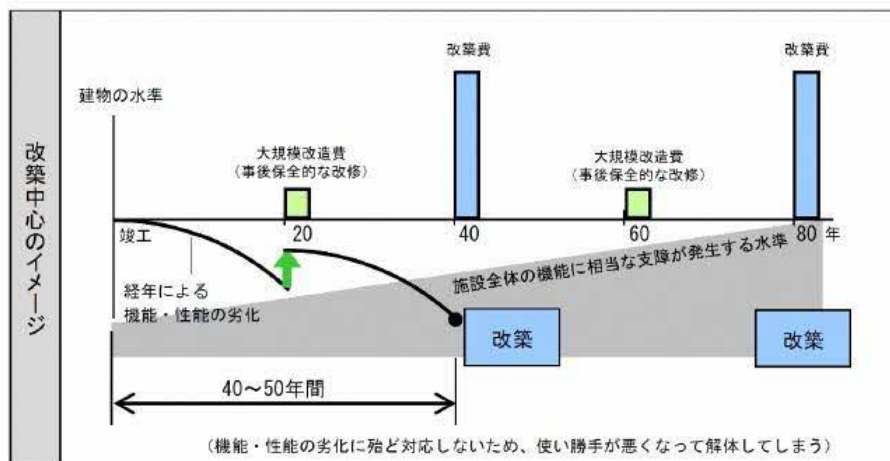 改築中心のイメージ
建物の水準
改築費
改築費
大規模改造費
（事後保全的な改修）
大規模改造費
（事後保全的な改修）
竣工
20
40
60
80 年
経年による
機能・性能の劣化
施設全体の機能に相当な支障が発生する水準
改築
改築
40～50年間
（機能・性能の劣化に殆ど対応しないため、使い勝手が悪くなって解体してしまう）